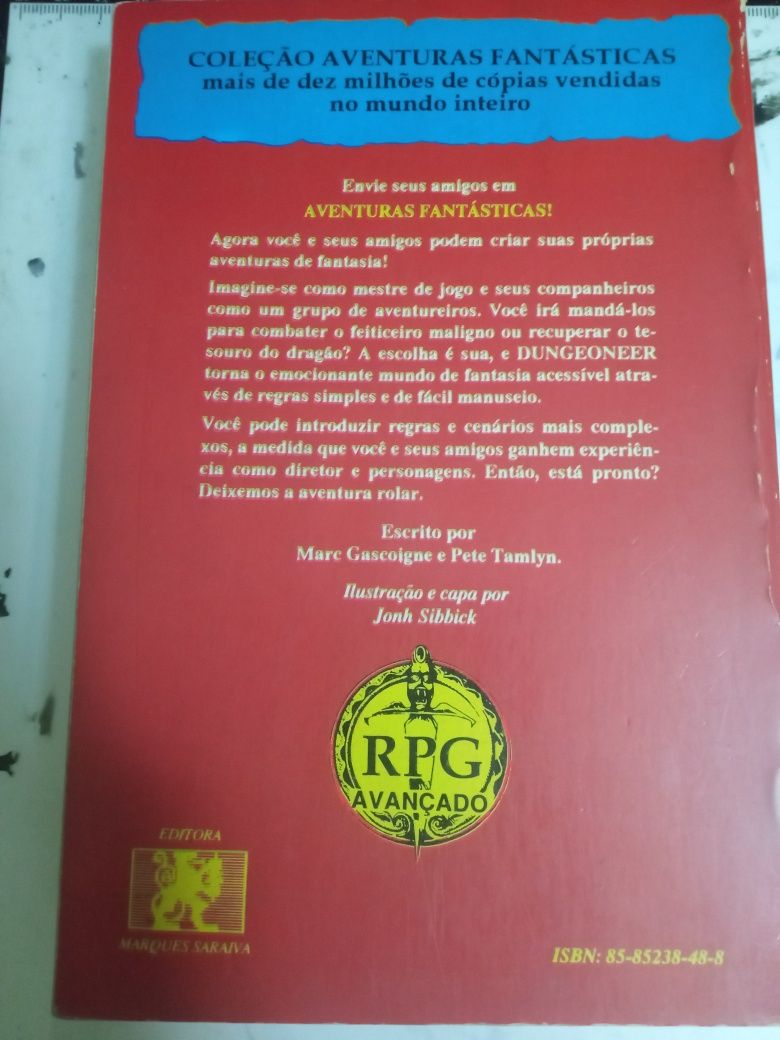 COLEÇÃO AVENTURAS FANTÁSTICAS
mais de dez milhões de cópias vendidas
no mundo inteiro
Envie seus amigos em
AVENTURAS FANTÁSTICAS!
Agora você e seus amigos podem criar suas próprias
aventuras de fantasia!
Imagine-se como mestre de jogo e seus companheiros
como um grupo de aventureiros. Você irá mandá-los
para combater o feiticeiro maligno ou recuperar o te-
souro do dragão? A escolha é sua, e DUNGEONEER
torna o emocionante mundo de fantasia acessível atra-
vés de regras simples e de fácil manuseio.
Você pode introduzir regras e cenários mais comple-
xos, a medida que você e seus amigos ganhem experiên-
cia como diretor e personagens. Então, está pronto?
Deixemos a aventura rolar.
Escrito por
Marc Gascoigne e Pete Tamlyn.
Ilustração e capa por
Jonh Sibbick
RPG
AVANÇADO
EDITORA
MARQUES SARAIVA
ISBN: 85-85238-48-8